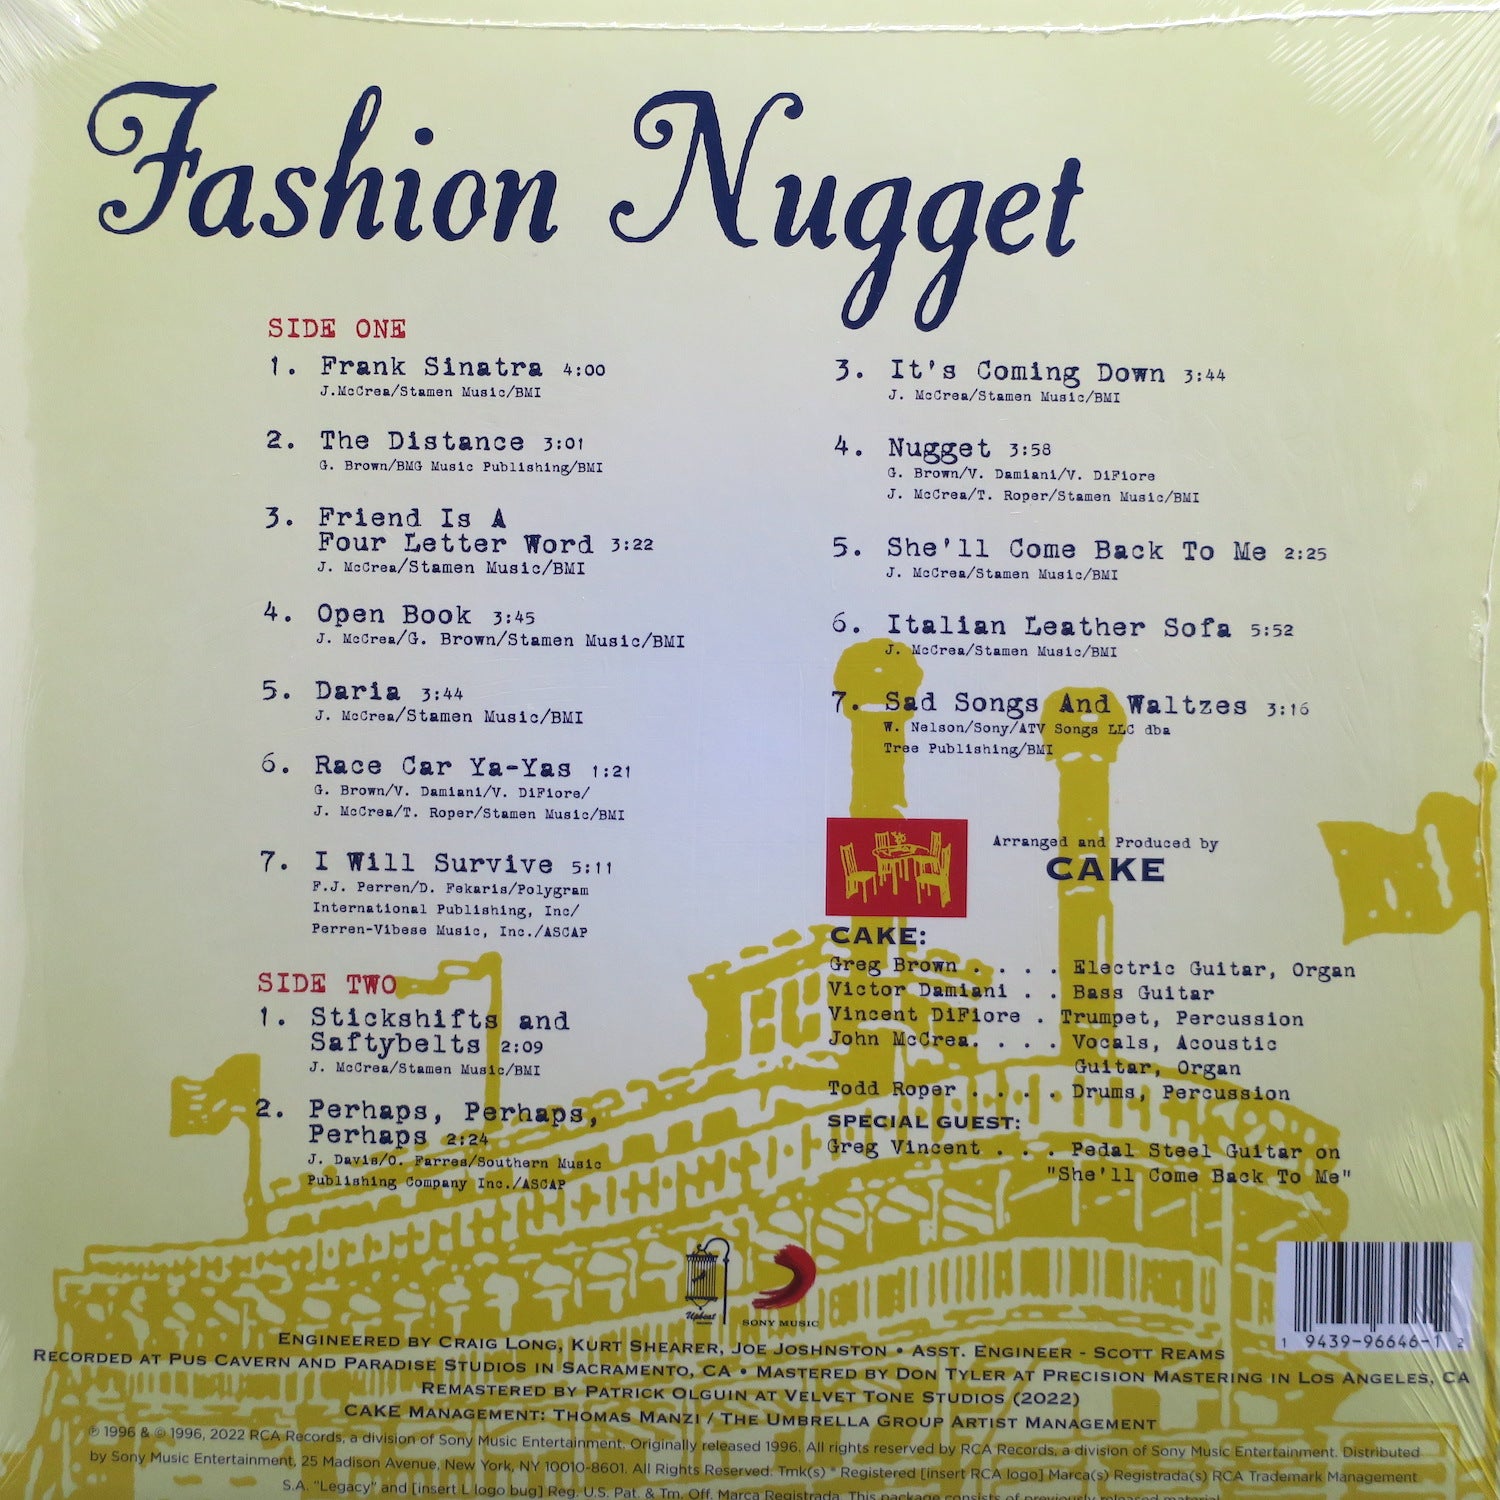 Fashion Nugget
SIDE ONE
1. Frank Sinatra 4:00
J.McCrea/Stamen Music/BMI
2. The Distance 3:01
G. Brown/BMG Music Publishing/BMI
3. Friend Is A
Four Letter Word 3:22
J. McCrea/Stamen Music/BMI
4. Open Book 3:45
J. McCrea/G. Brown/Stamen Music/BMI
5. Daria 3:44
J. McCrea/Stamen Music/BMI
6. Race Car Ya-Yas 1:21
G. Brown/V. Damiani/V. DiFiore/
J. McCrea/T. Roper/Stamen Music/BMI
7. I Will Survive 5:11
F.J. Perren/D. Fekaris/Polygram
International Publishing, Inc/
Perren-Vibese Music, Inc./ASCAP
SIDE TWO
1. Stickshifts and
Saftybelts 2:09
J. McCrea/Stamen Music/BMI
2. Perhaps, Perhaps,
Perhaps 2:24
J. Davis/O. Farres/Southern Music
Publishing Company Inc./ASCAP
3. It's Coming Down 3:44
J. McCrea/Stamen Music/BMI
4. Nugget 3:58
G. Brown/V. Damiani/V. DiFiore
J. McCrea/T. Roper/Stamen Music/BMI
5. She'll Come Back To Me 2:25
J. McCrea/Stamen Music/BMI
6. Italian Leather Sofa 5:52
J. McCrea/Stamen Music/BMI
7. Sad Songs And Waltzes 3:16
W. Nelson/Sony/ATV Songs LLC dba
Tree Publishing/BMI
Arranged and Produced by
CAKE
CAKE:
Greg Brown . . . . Electric Guitar, Organ
Victor Damiani . . Bass Guitar
Vincent DiFiore . Trumpet, Percussion
John McCrea. . . . Vocals, Acoustic
Guitar, Organ
Todd Roper . . . . Drums, Percussion
SPECIAL GUEST:
Greg Vincent . . . Pedal Steel Guitar on
"She'll Come Back To Me"
Upbeat
SONY MUSIC
1 9439-96646-1 2
ENGINEERED BY CRAIG LONG, KURT SHEARER, JOE JOSHNSTON • ASST. ENGINEER - SCOTT REAMS
RECORDED AT PUS CAVERN AND PARADISE STUDIOS IN SACRAMENTO, CA • MASTERED BY DON TYLER AT PRECISION MASTERING IN LOS ANGELES, CA
REMASTERED BY PATRICK OLGUIN AT VELVET TONE STUDIOS (2022)
CAKE MANAGEMENT: THOMAS MANZI / THE UMBRELLA GROUP ARTIST MANAGEMENT
℗ 1996 & © 1996, 2022 RCA Records, a division of Sony Music Entertainment. Originally released 1996. All rights reserved by RCA Records, a division of Sony Music Entertainment. Distributed
by Sony Music Entertainment, 25 Madison Avenue, New York, NY 10010-8601. All Rights Reserved. Tmk(s) ® Registered [insert RCA logo] Marca(s) Registrada(s) RCA Trademark Management
S.A. "Legacy" and [insert L logo bug] Reg. U.S. Pat. & Tm. Off. Marca Registrada. This package consists of previously released material.